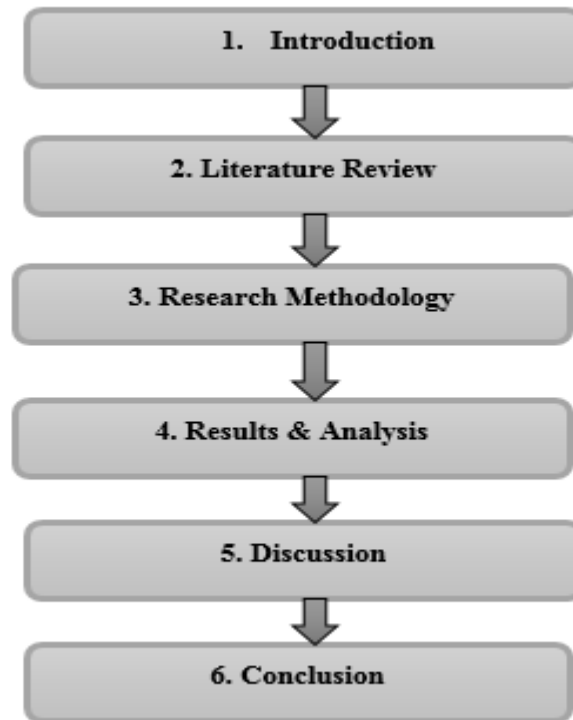 1. Introduction
2. Literature Review
3. Research Methodology
4. Results & Analysis
5. Discussion
6. Conclusion